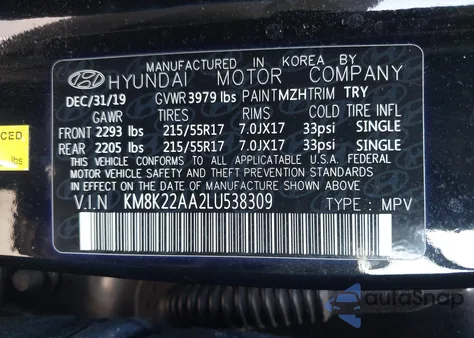 MANUFACTURED IN KOREA BY
HYUNDAI MOTOR COMPANY
DEC/31/19 GVWR 3979 lbs PAINT MZH TRIM TRY
GAWR TIRES RIMS COLD TIRE INFL
FRONT 2293 lbs 215/55R17 7.0JX17 33psi SINGLE
REAR 2205 lbs 215/55R17 7.0JX17 33psi SINGLE
THIS VEHICLE CONFORMS TO ALL APPLICATABLE U.S.A. FEDERAL
MOTOR VEHICLE SAFETY AND THEFT PREVENTION STANDARDS
IN EFFECT ON THE DATE OF MANUFACTURE SHOWN ABOVE.
V.I.N KM8K22AA2LU538309 TYPE : MPV
CED
lbs
autoSnap